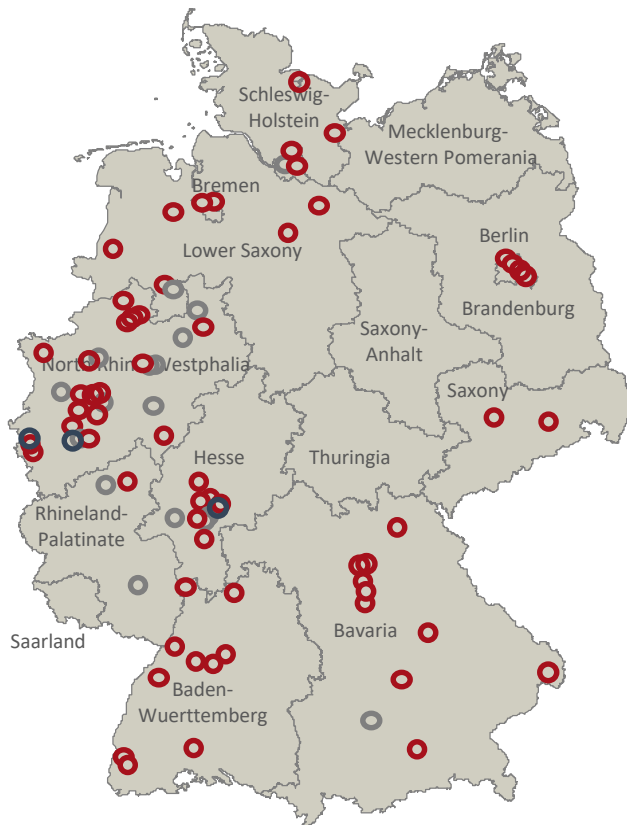 Schleswig-
Holstein
Mecklenburg-
Western Pomerania
Bremen
Lower Saxony
Berlin
Brandenburg
Saxony-
Anhalt
North Rhine-Westphalia
Saxony
Hesse
Thuringia
Rhineland-
Palatinate
Saarland
Bavaria
Baden-
Wuerttemberg